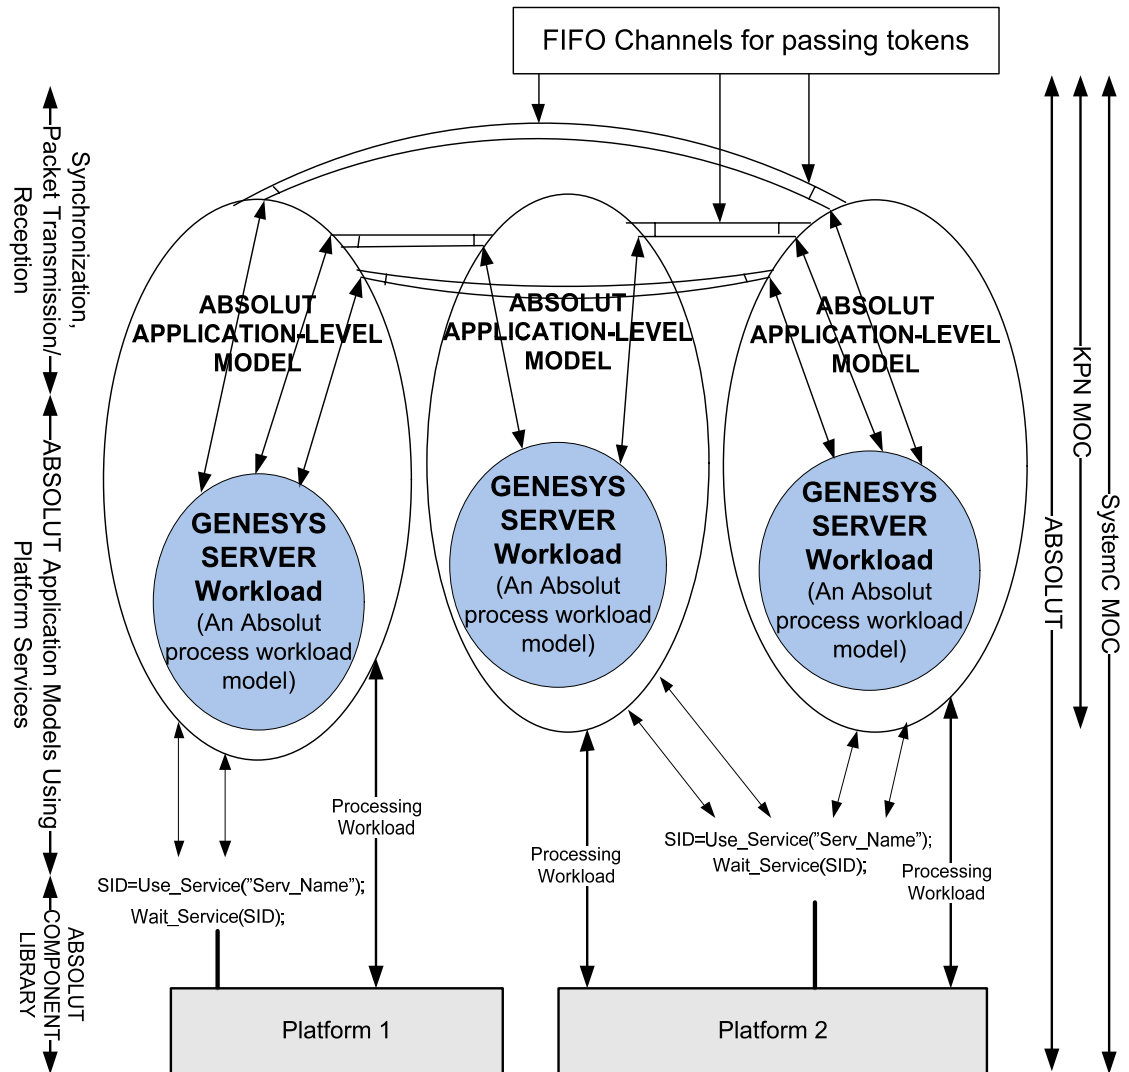 FIFO Channels for passing tokens
Synchronization,
Packet Transmission/
Reception
ABSOLUT
APPLICATION-LEVEL
MODEL
ABSOLUT
APPLICATION-LEVEL
MODEL
ABSOLUT
APPLICATION-LEVEL
MODEL
KPN MOC
SystemC MOC
ABSOLUT
ABSOLUT Application Models Using
Platform Services
GENESYS
SERVER
Workload
(An Absolut
process workload
model)
GENESYS
SERVER
Workload
(An Absolut
process workload
model)
GENESYS
SERVER
Workload
(An Absolut
process workload
model)
Processing
Workload
SID=Use_Service("Serv_Name");
Wait_Service(SID);
Processing
Workload
Processing
Workload
SID=Use_Service("Serv_Name");
Wait_Service(SID);
ABSOLUT
COMPONENT
LIBRARY
Platform 1
Platform 2